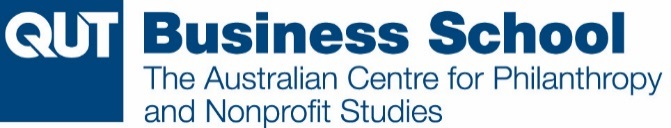 QUT Business School
The Australian Centre for Philanthropy
and Nonprofit Studies